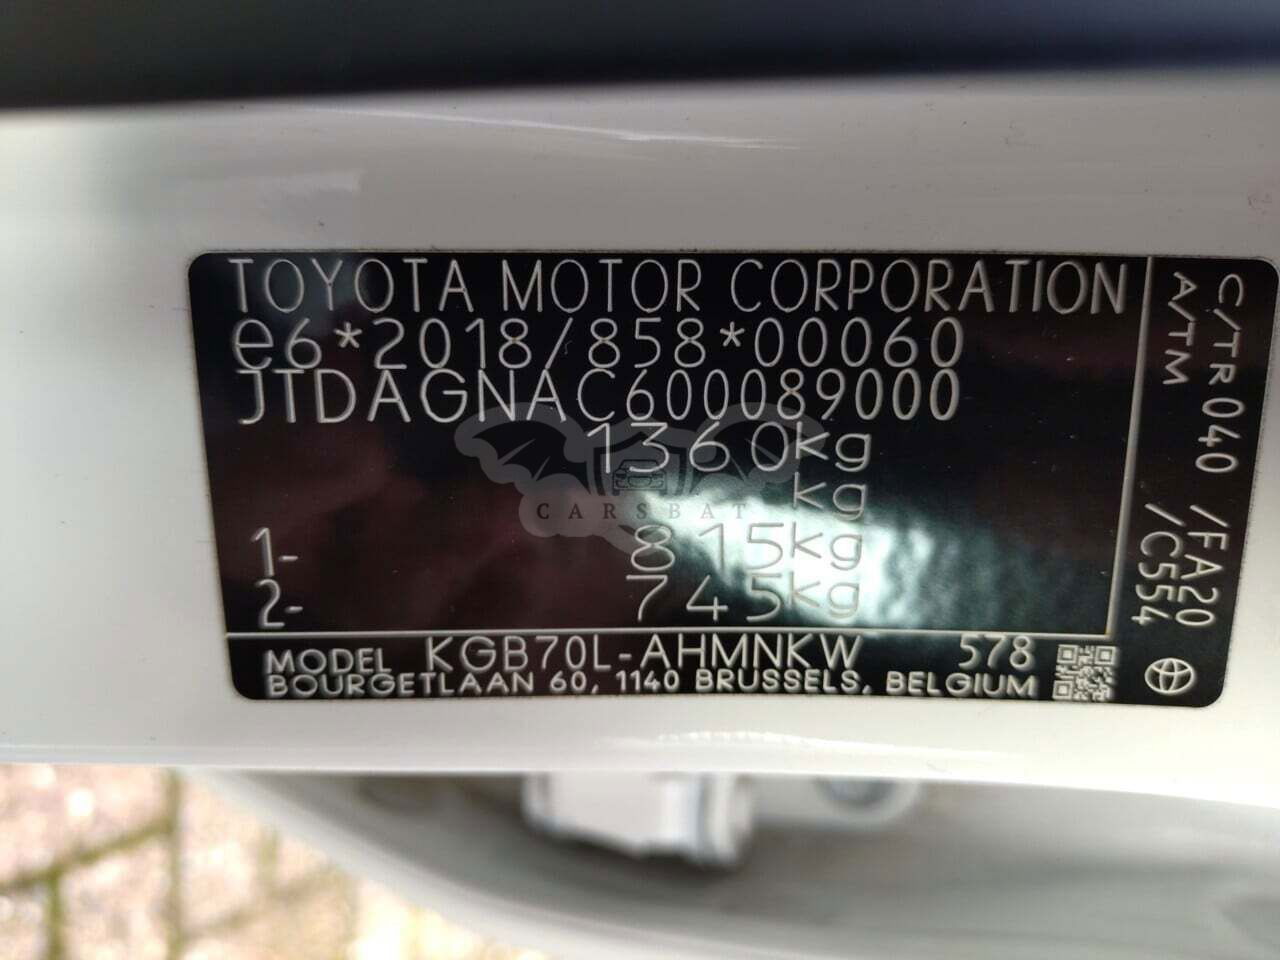 TOYOTA MOTOR CORPORATION
e6*2018/858*00060
JTDAGNAC600089000
1360kg
kg
1- 815kg
2- 745kg
MODEL KGB70L-AHMNKW 578
BOURGETLAAN 60, 1140 BRUSSELS, BELGIUM
C/TR 040 /FA20
A/TM /C554
CARSBAT